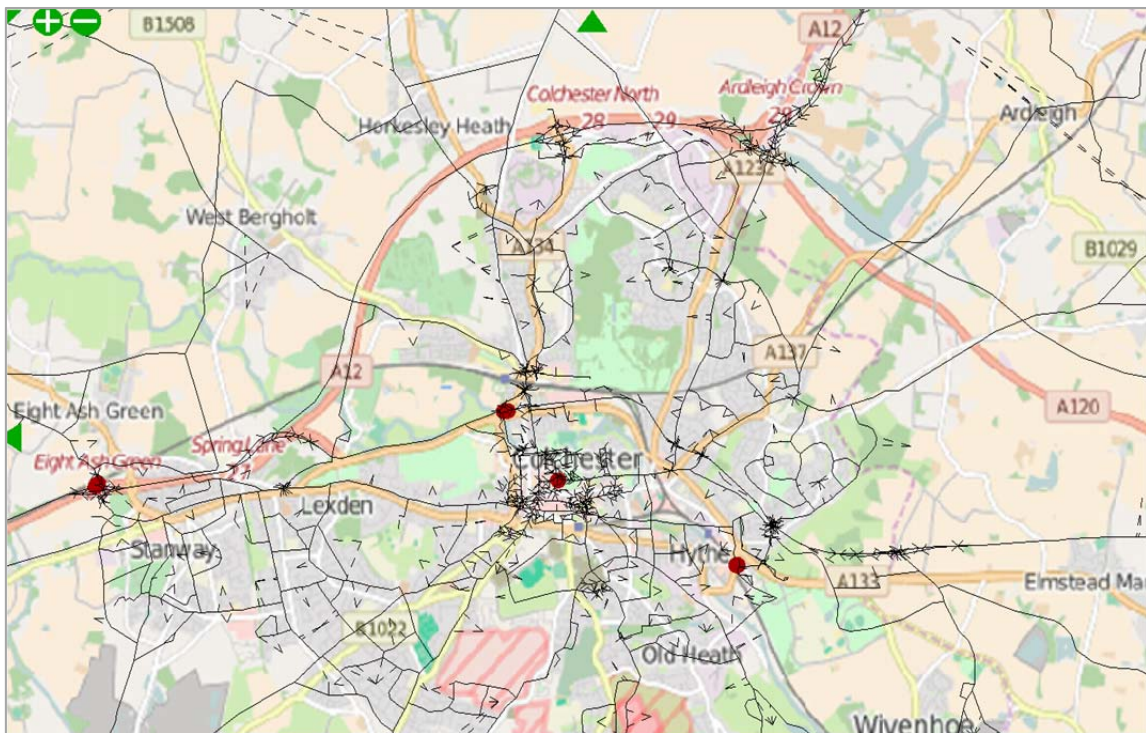 B1508
A12
Colchester North
Ardleigh Crown
28
29
29
Ardleigh
Horkesley Heath
A1232
West Bergholt
A134
B1029
A137
A12
Eight Ash Green
A120
Spring Lane
Colchester
Eight Ash Green
Lexden
Stanway
Hythe
A133
Elmstead Ma
B1022
Old Heath
Wivenhoe